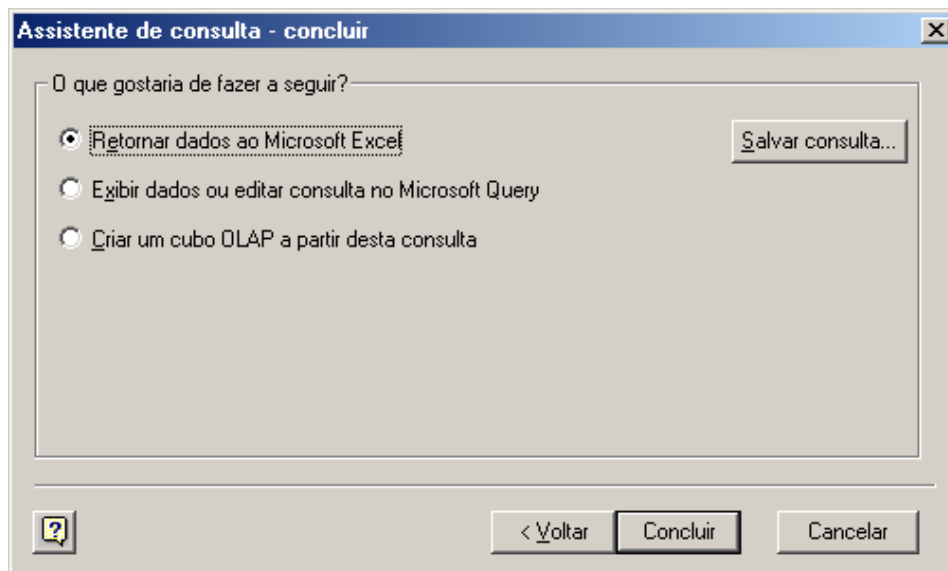 Assistente de consulta - concluir
O que gostaria de fazer a seguir?
Retornar dados ao Microsoft Excel
Salvar consulta...
Exibir dados ou editar consulta no Microsoft Query
Criar um cubo OLAP a partir desta consulta
< Voltar
Concluir
Cancelar